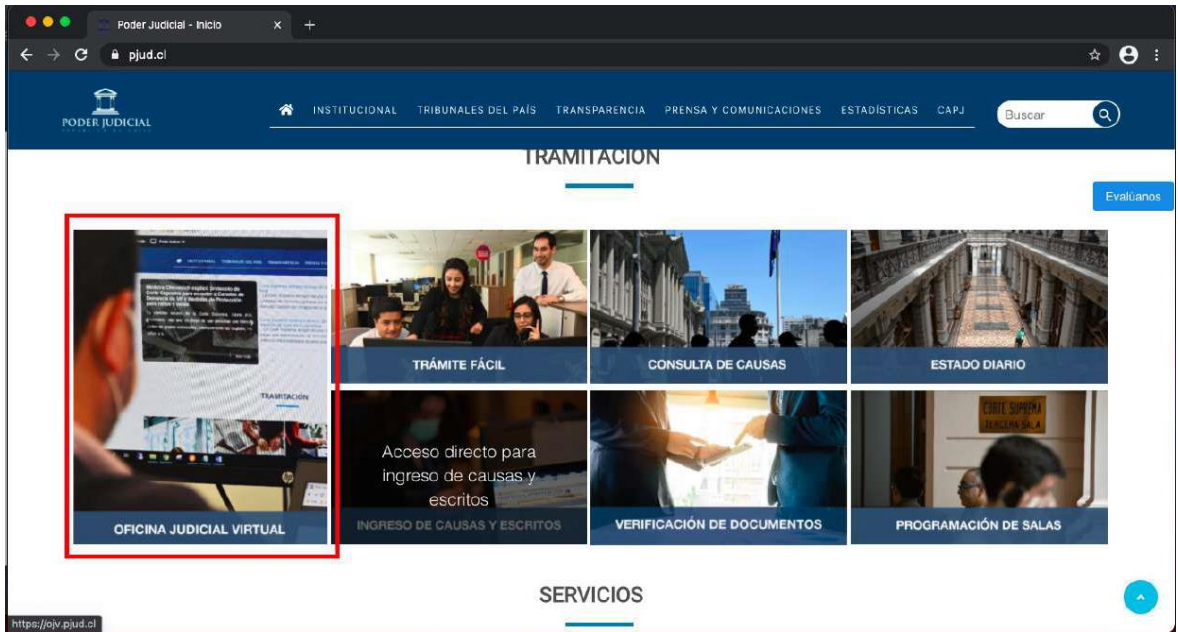 Poder Judicial - Inicio
pjud.cl
PODER JUDICIAL
INSTITUCIONAL TRIBUNALES DEL PAÍS TRANSPARENCIA PRENSA Y COMUNICACIONES ESTADÍSTICAS CAPJ
Buscar
TRAMITACIÓN
Evalúanos
TRAMITACIÓN
OFICINA JUDICIAL VIRTUAL
TRÁMITE FÁCIL
CONSULTA DE CAUSAS
ESTADO DIARIO
Acceso directo para
ingreso de causas y
escritos
INGRESO DE CAUSAS Y ESCRITOS
VERIFICACIÓN DE DOCUMENTOS
CORTE SUPREMA
TERCERA SALA
PROGRAMACIÓN DE SALAS
SERVICIOS
https://ojv.pjud.cl